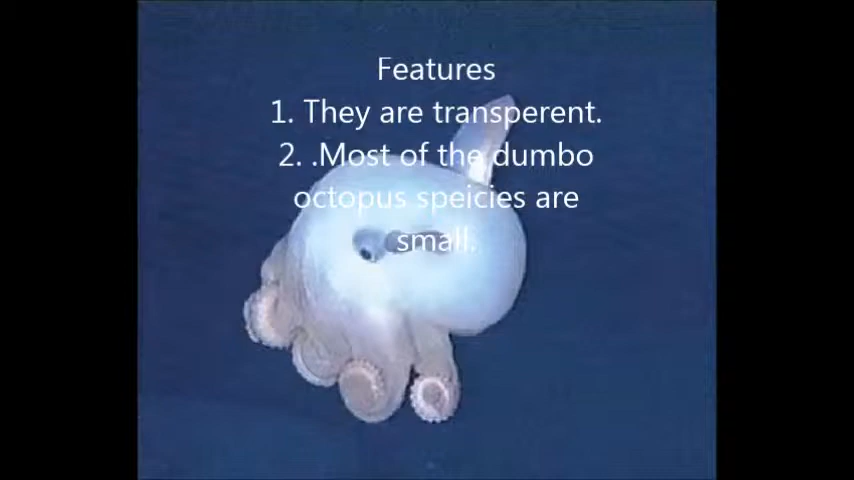 Features
1. They are transperent.
2. .Most of the dumbo
octopus speicies are
small.